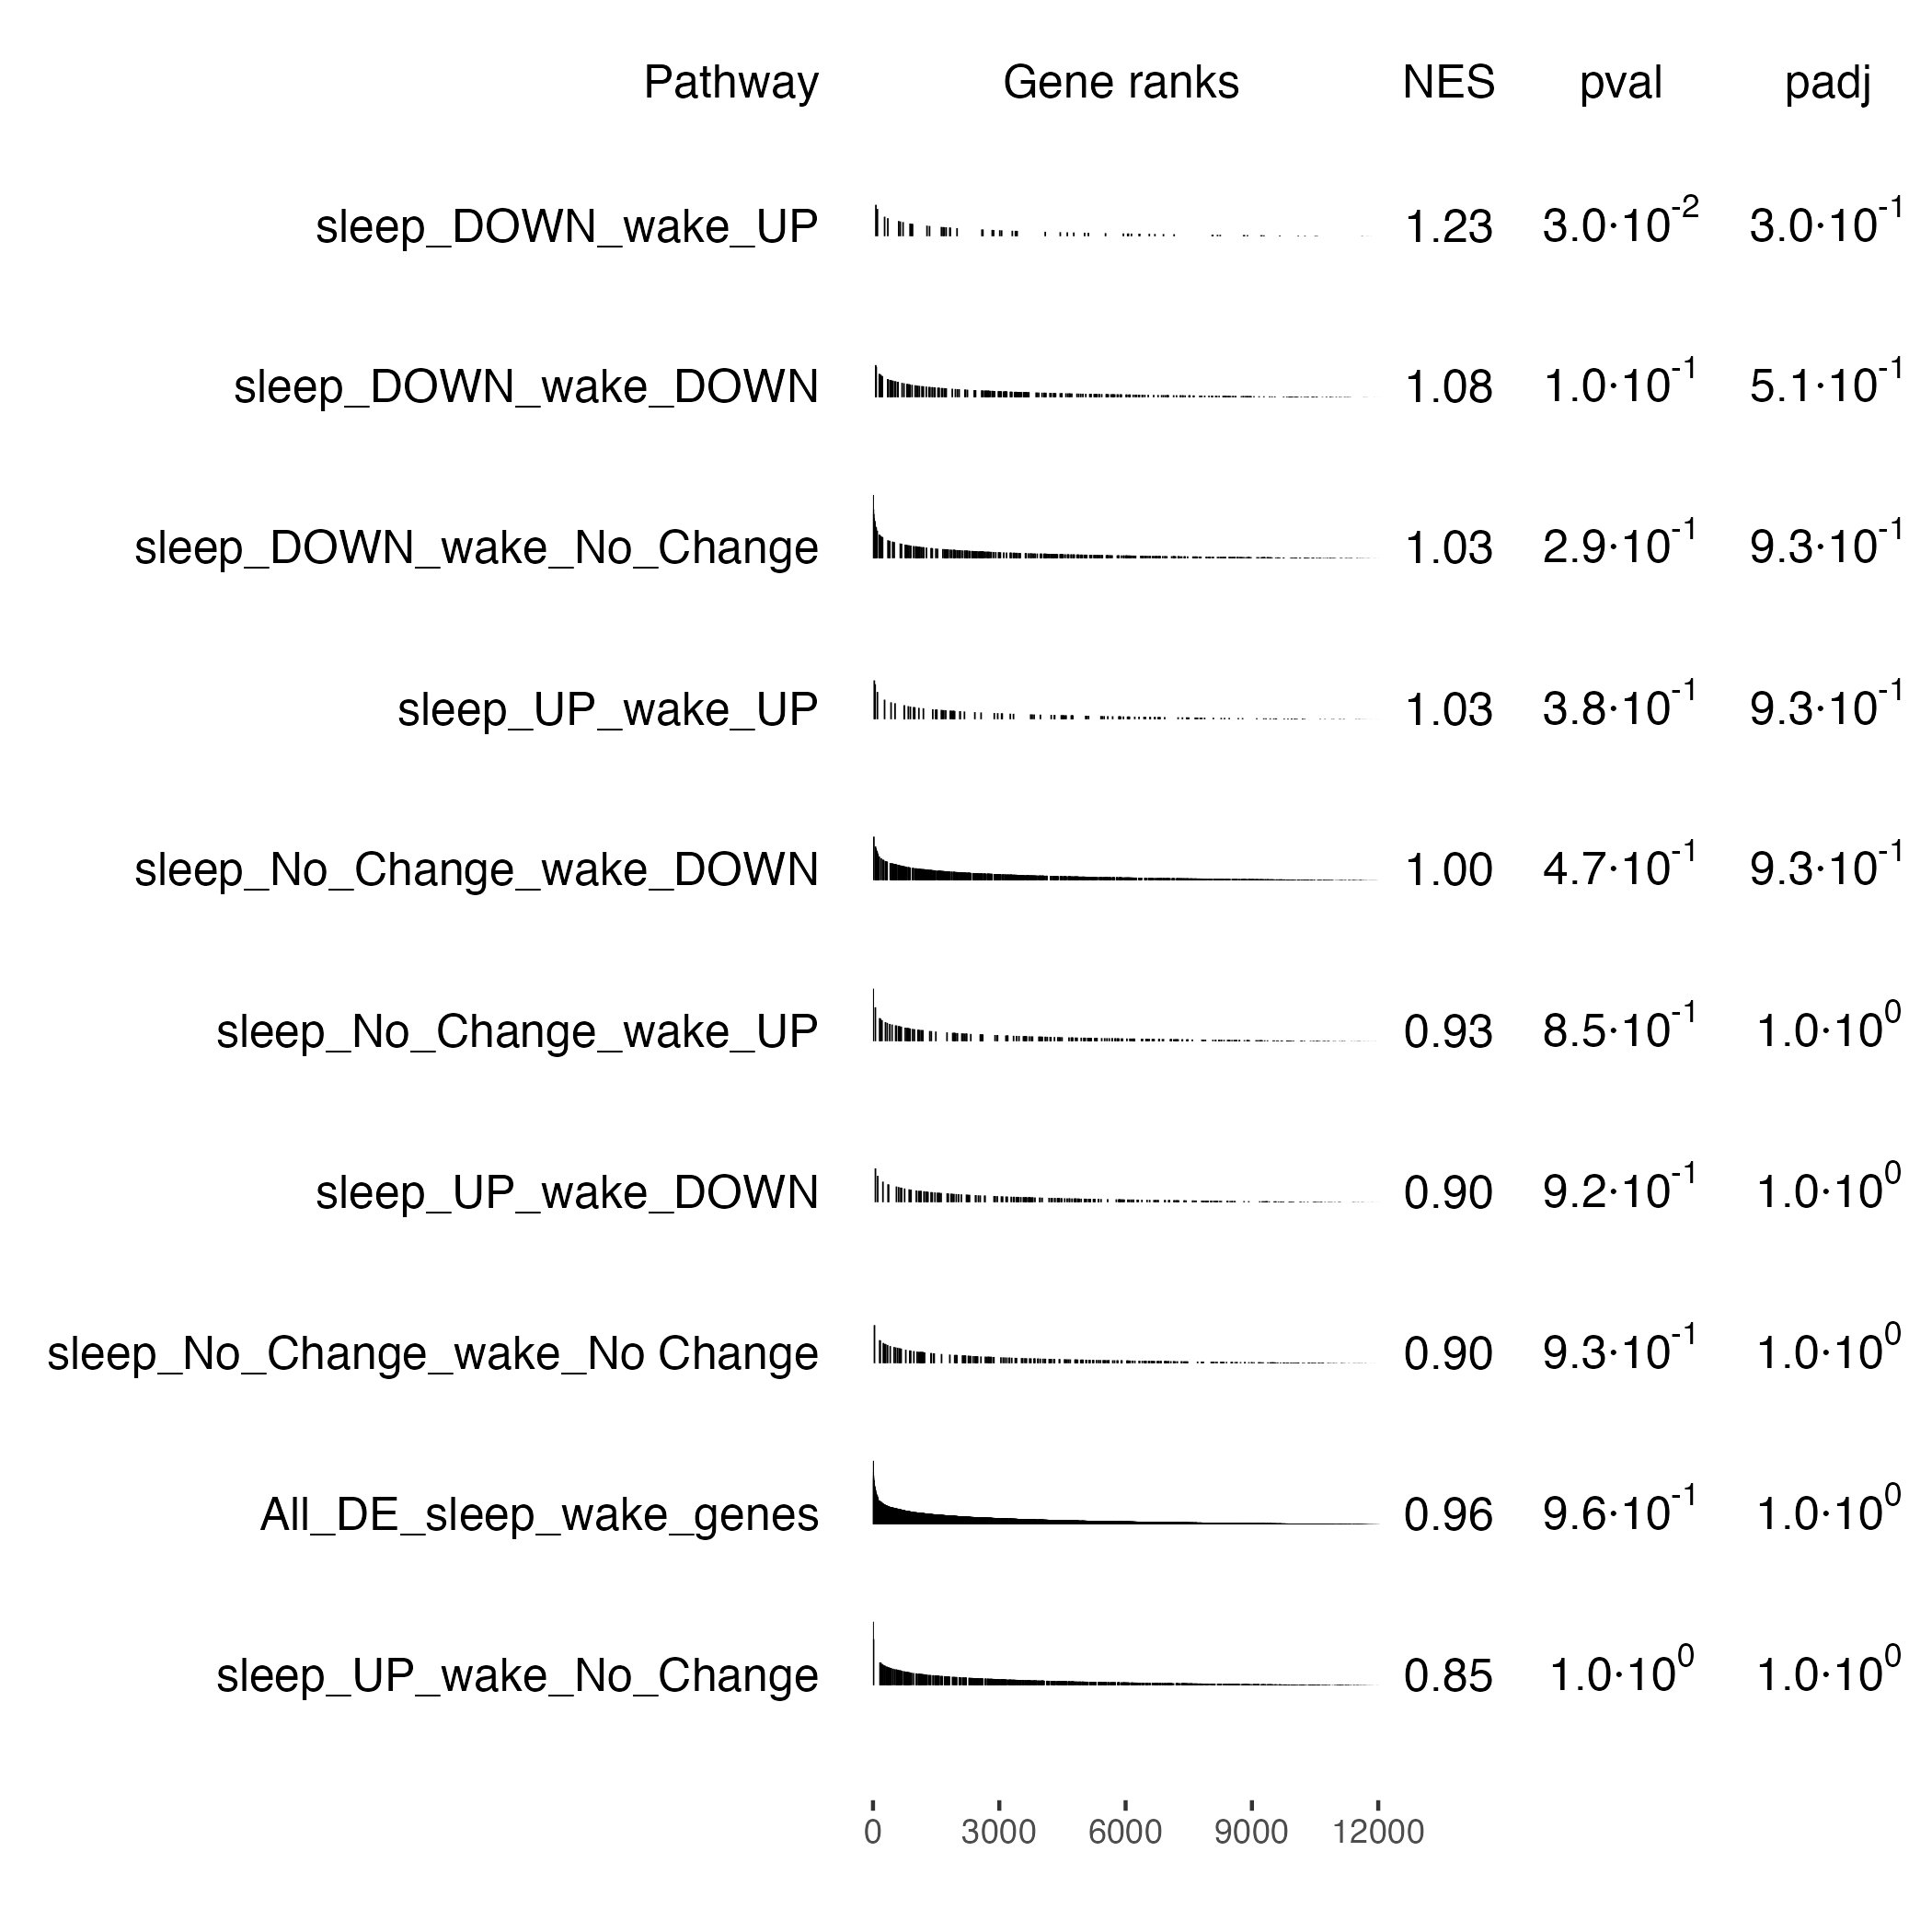 Pathway Gene ranks NES pval padj
sleep_DOWN_wake_UP 1.23 3.0·10⁻² 3.0·10⁻¹
sleep_DOWN_wake_DOWN 1.08 1.0·10⁻¹ 5.1·10⁻¹
sleep_DOWN_wake_No_Change 1.03 2.9·10⁻¹ 9.3·10⁻¹
sleep_UP_wake_UP 1.03 3.8·10⁻¹ 9.3·10⁻¹
sleep_No_Change_wake_DOWN 1.00 4.7·10⁻¹ 9.3·10⁻¹
sleep_No_Change_wake_UP 0.93 8.5·10⁻¹ 1.0·10⁰
sleep_UP_wake_DOWN 0.90 9.2·10⁻¹ 1.0·10⁰
sleep_No_Change_wake_No Change 0.90 9.3·10⁻¹ 1.0·10⁰
All_DE_sleep_wake_genes 0.96 9.6·10⁻¹ 1.0·10⁰
sleep_UP_wake_No_Change 0.85 1.0·10⁰ 1.0·10⁰
0 3000 6000 9000 12000